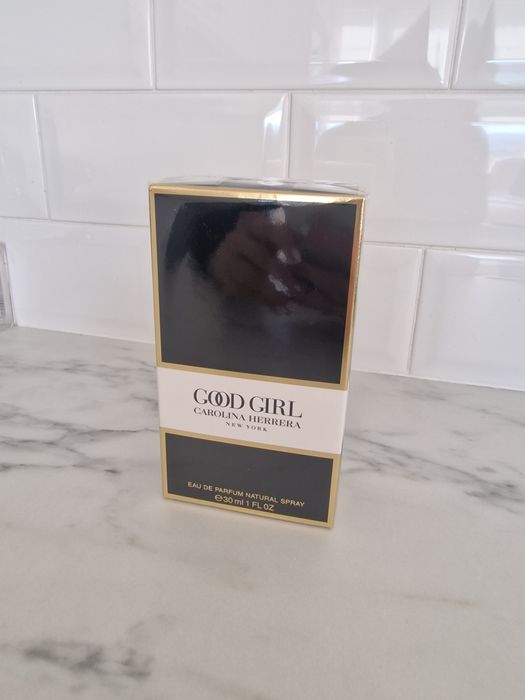 GOOD GIRL
CAROLINA HERRERA
NEW YORK
EAU DE PARFUM NATURAL SPRAY
℮30 ml 1 FL OZ